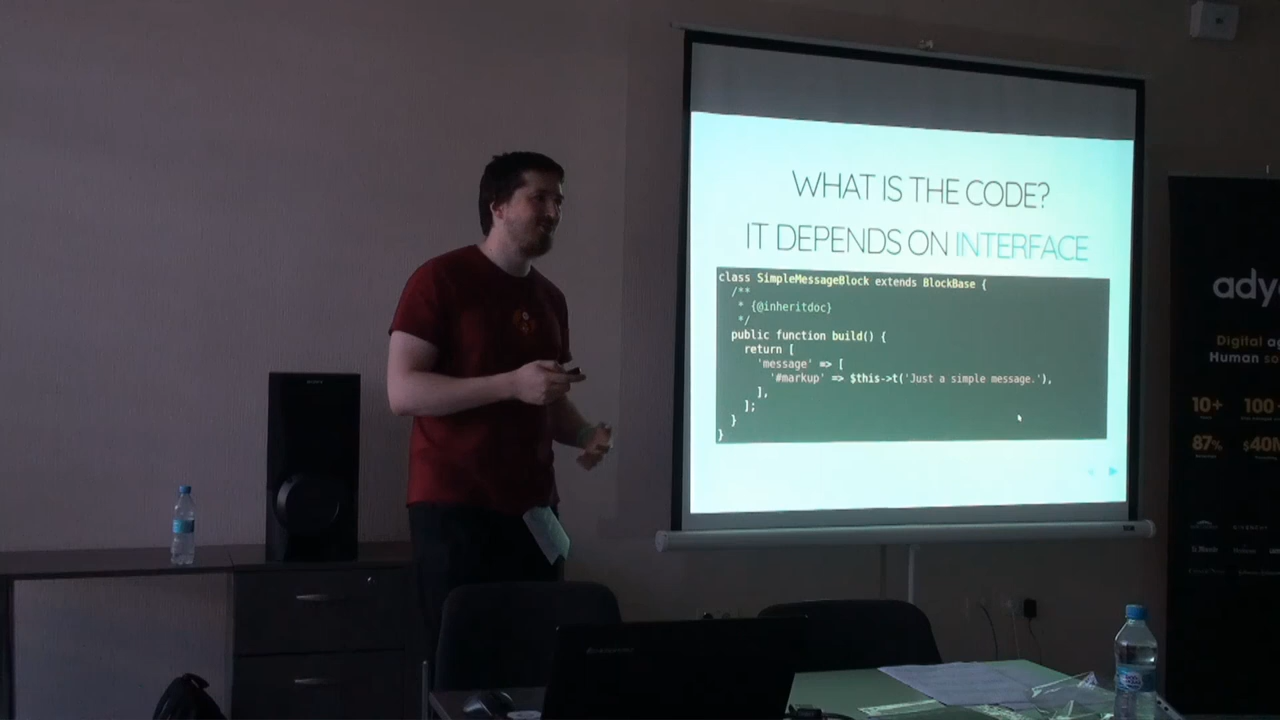 WHAT IS THE CODE?
IT DEPENDS ON INTERFACE
class SimpleMessageBlock extends BlockBase {
/**
* {@inheritdoc}
*/
public function build() {
return [
'message' => [
'#markup' => $this->t('Just a simple message.'),
],
];
}
}
SONY
Digital
Human
10+ 100
87% $40M